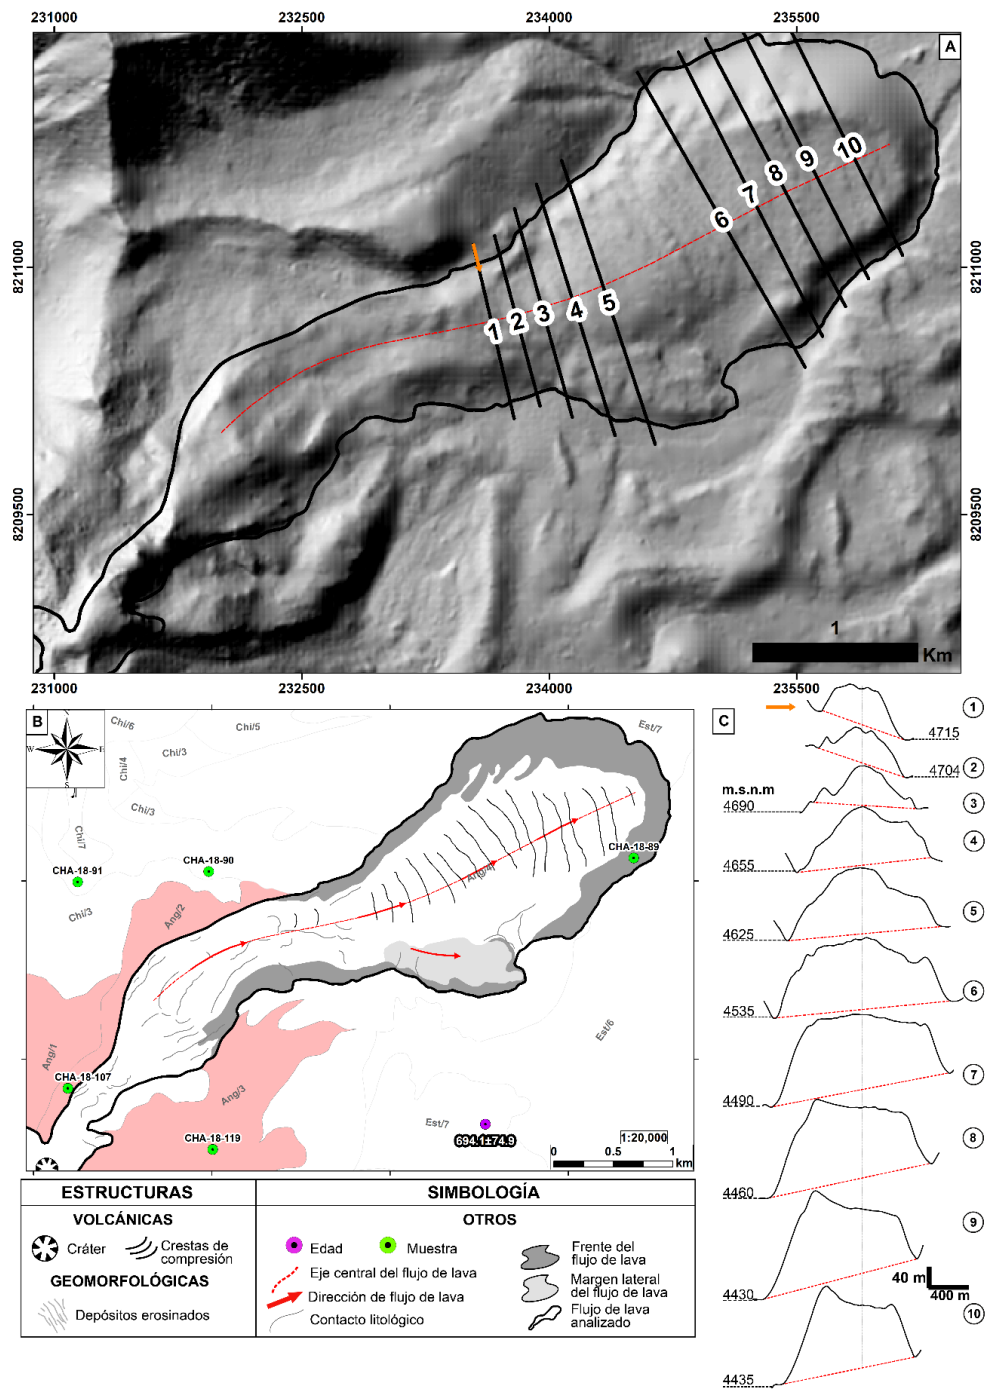 231000
232500
234000
235500
A
8211000
8211000
8209500
8209500
1
2
3
4
5
6
7
8
9
10
1
Km
231000
232500
234000
235500
B
N
W
E
S
Chi/6
Chi/5
Chi/3
Chi/4
Chi/3
Chi/7
Est/7
CHA-18-91
CHA-18-90
CHA-18-89
Chi/3
Ang/2
Ang/4
Ang/1
CHA-18-107
Ang/3
Est/6
CHA-18-119
Est/7
694.1±74.9
1:20,000
0
0.5
1
km
C
1
4715
2
4704
m.s.n.m
4690
3
4
4655
5
4625
6
4535
7
4490
8
4460
9
40 m
400 m
4430
10
4435
ESTRUCTURAS
VOLCÁNICAS
Cráter
Crestas de
compresión
GEOMORFOLÓGICAS
Depósitos erosinados
SIMBOLOGÍA
OTROS
Edad
Muestra
Eje central del flujo de lava
Dirección de flujo de lava
Contacto litológico
Frente del
flujo de lava
Margen lateral
del flujo de lava
Flujo de lava
analizado